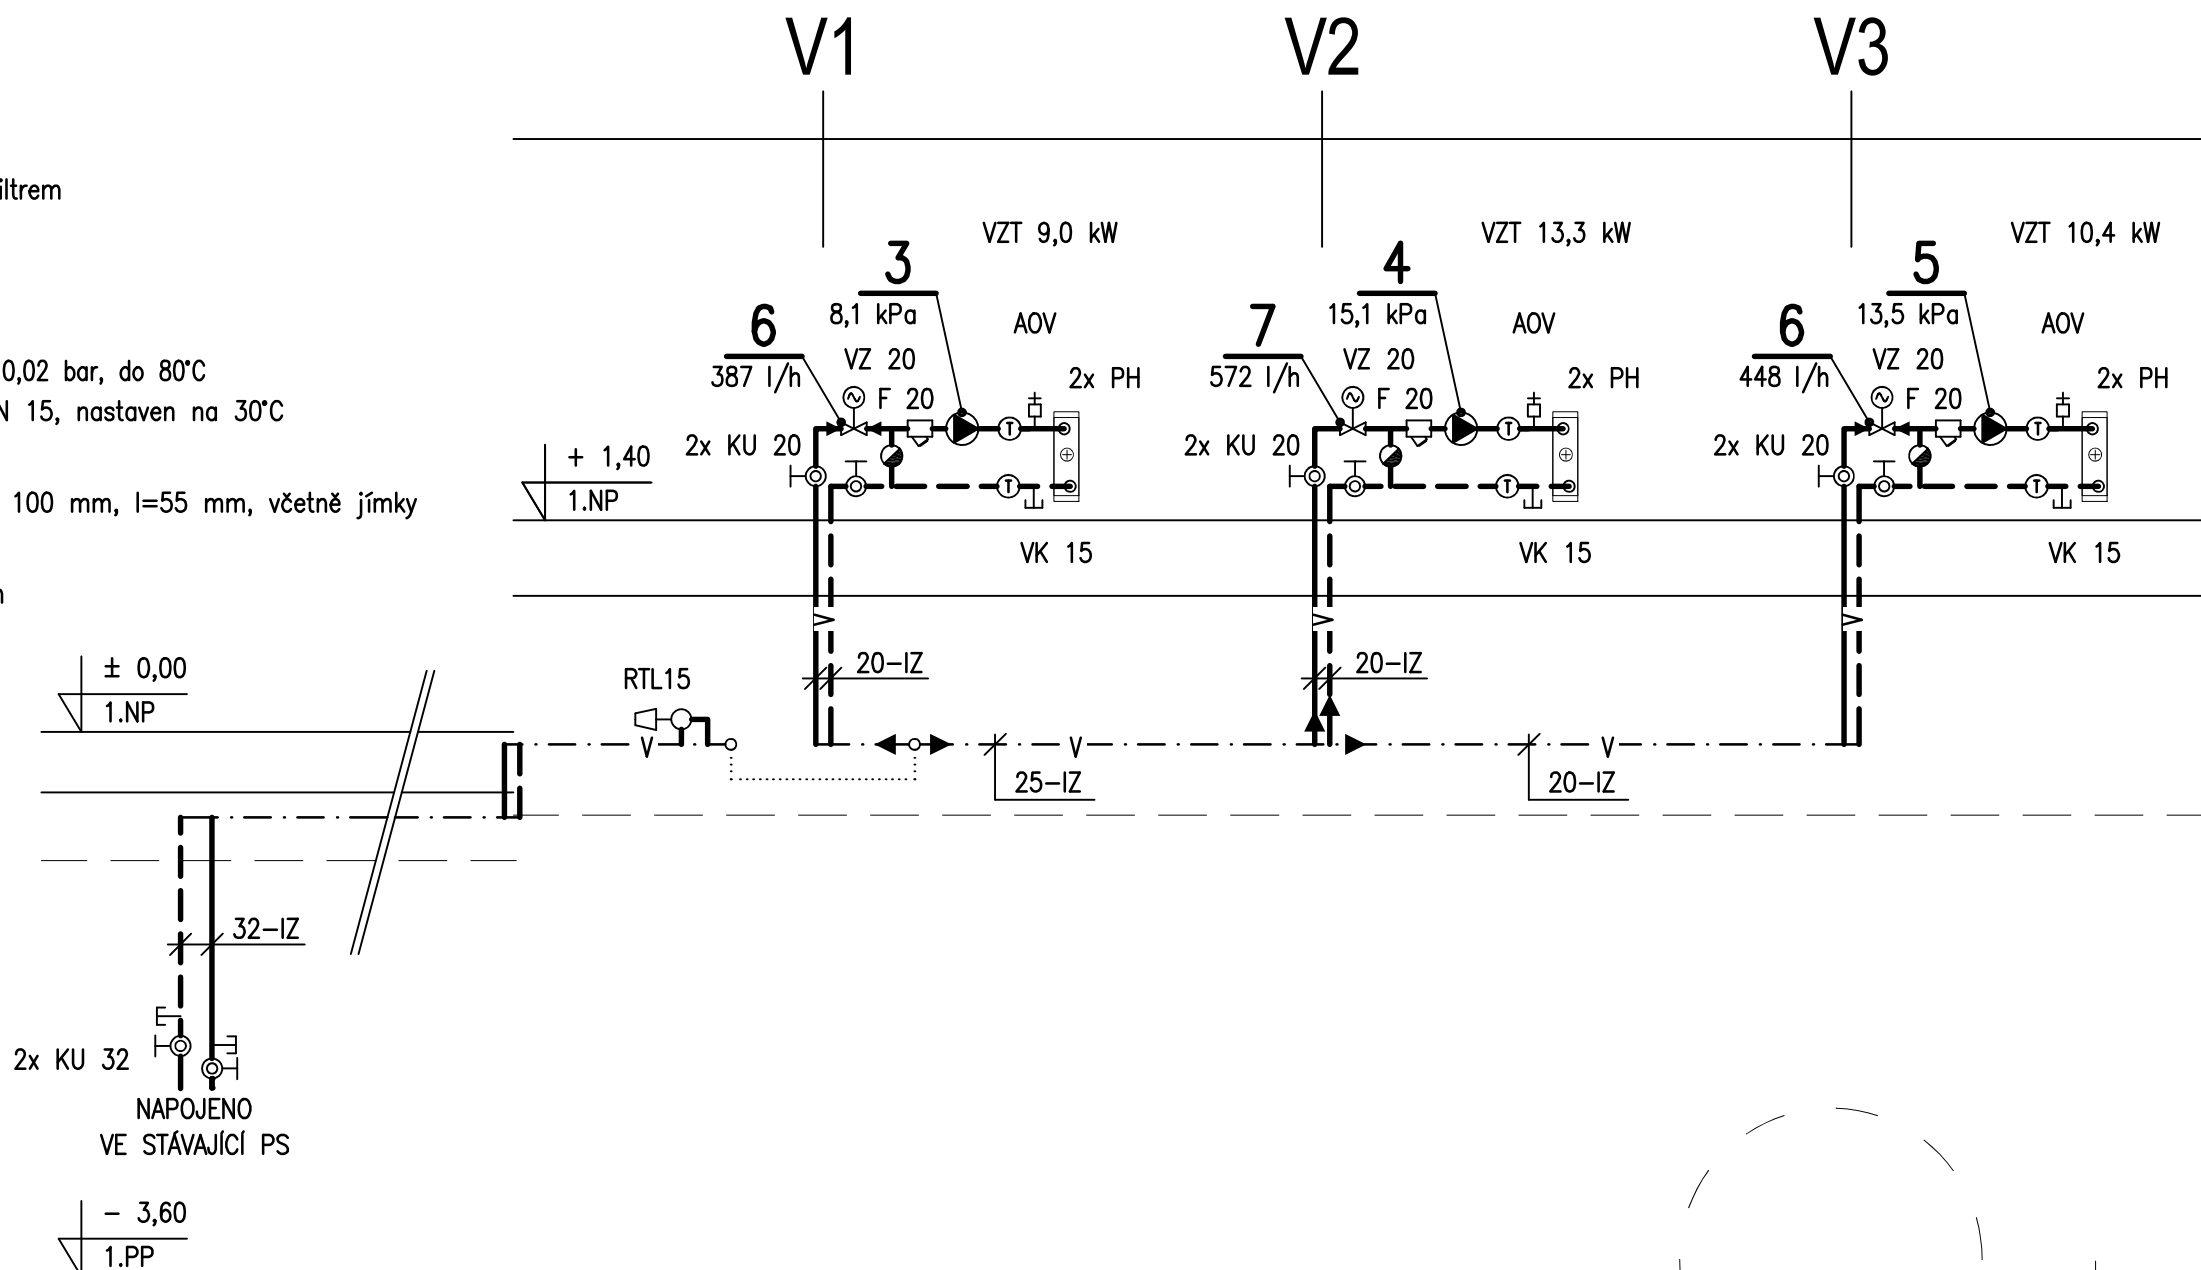 V1
V2
V3
iltrem
VZT 9,0 kW
VZT 13,3 kW
VZT 10,4 kW
3
4
5
8,1 kPa
15,1 kPa
13,5 kPa
6
7
6
AOV
AOV
AOV
387 l/h
572 l/h
448 l/h
VZ 20
VZ 20
VZ 20
0,02 bar, do 80°C
2x PH
2x PH
2x PH
F 20
F 20
F 20
N 15, nastaven na 30°C
T
T
T
2x KU 20
2x KU 20
2x KU 20
+ 1,40
1.NP
T
T
T
100 mm, l=55 mm, včetně jímky
VK 15
VK 15
VK 15
V
V
V
± 0,00
1.NP
RTL15
20-IZ
20-IZ
V
V
V
25-IZ
20-IZ
32-IZ
2x KU 32
NAPOJENO
VE STÁVAJÍCÍ PS
- 3,60
1.PP